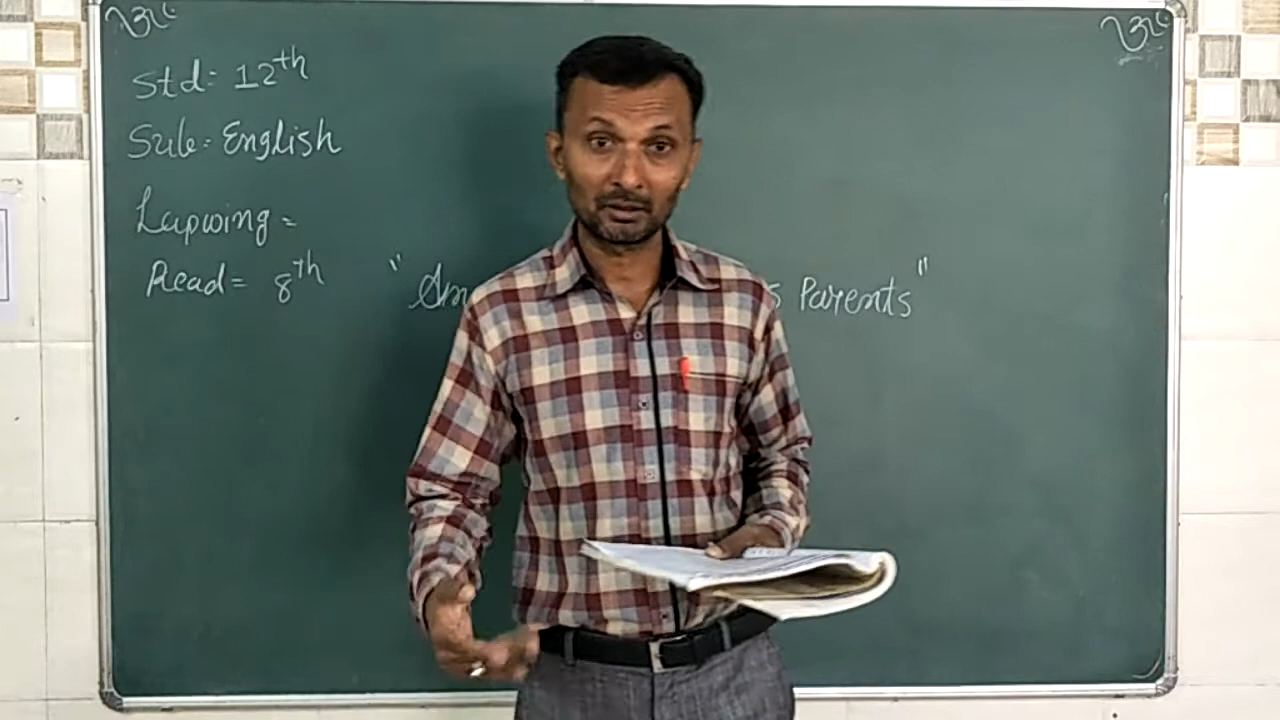 Std: 12th
Sub: English
Lapwing =
Read = 8th " Parents"